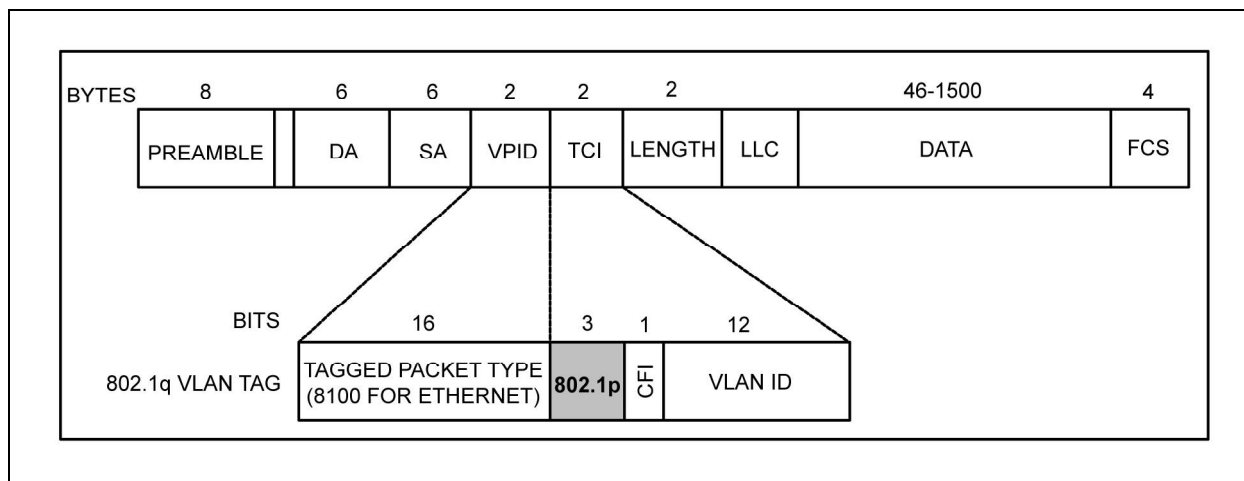 BYTES 8 6 6 2 2 2 46-1500 4
PREAMBLE DA SA VPID TCI LENGTH LLC DATA FCS
BITS 16 3 1 12
802.1q VLAN TAG TAGGED PACKET TYPE (8100 FOR ETHERNET) 802.1p CFI VLAN ID